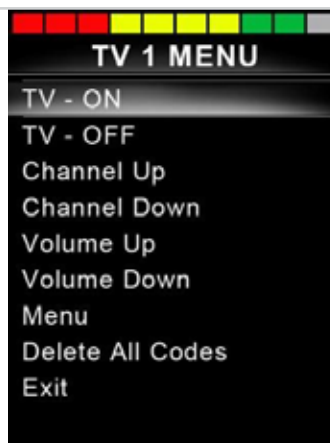 TV 1 MENU
TV - ON
TV - OFF
Channel Up
Channel Down
Volume Up
Volume Down
Menu
Delete All Codes
Exit